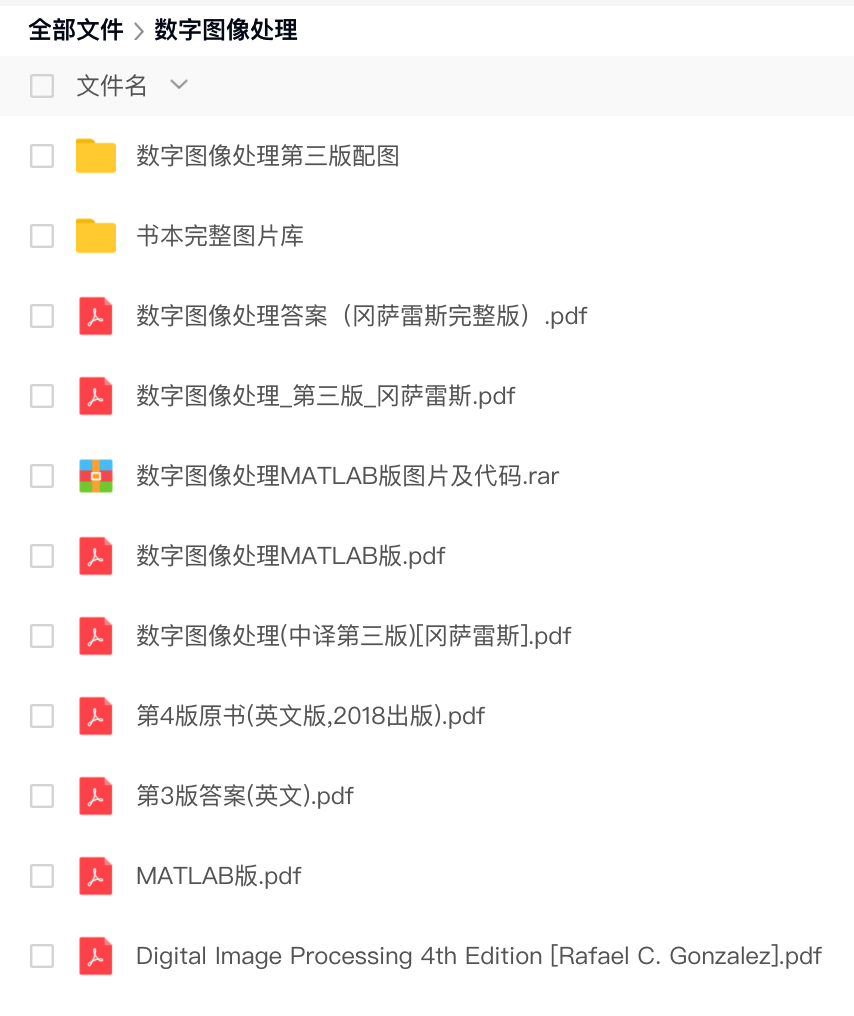 全部文件 > 数字图像处理
文件名
数字图像处理第三版配图
书本完整图片库
数字图像处理答案（冈萨雷斯完整版）.pdf
数字图像处理_第三版_冈萨雷斯.pdf
数字图像处理MATLAB版图片及代码.rar
数字图像处理MATLAB版.pdf
数字图像处理(中译第三版)[冈萨雷斯].pdf
第4版原书(英文版,2018出版).pdf
第3版答案(英文).pdf
MATLAB版.pdf
Digital Image Processing 4th Edition [Rafael C. Gonzalez].pdf